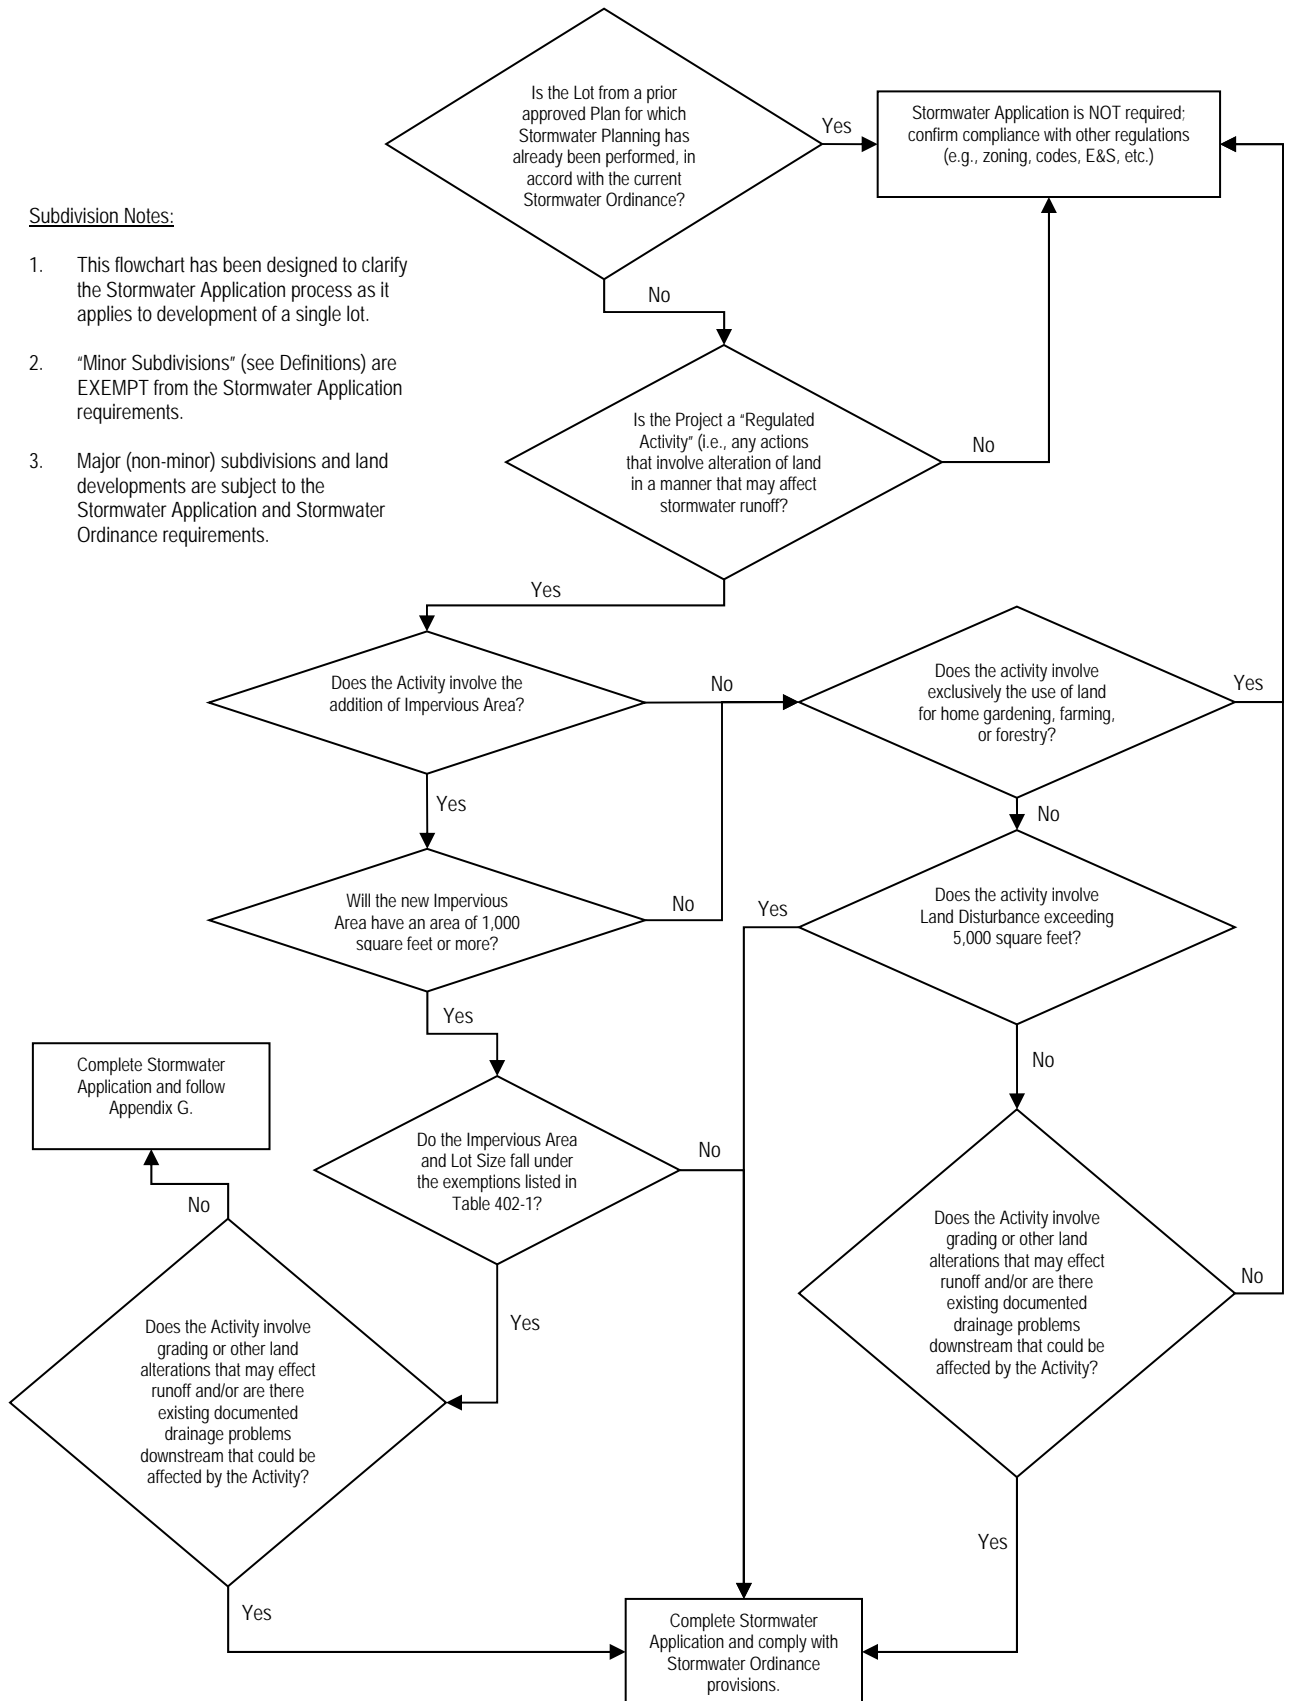 Is the Lot from a prior
approved Plan for which
Stormwater Planning has
already been performed, in
accord with the current
Stormwater Ordinance?
Yes
Stormwater Application is NOT required;
confirm compliance with other regulations
(e.g., zoning, codes, E&S, etc.)
No
Subdivision Notes:
1. This flowchart has been designed to clarify
the Stormwater Application process as it
applies to development of a single lot.
2. "Minor Subdivisions" (see Definitions) are
EXEMPT from the Stormwater Application
requirements.
3. Major (non-minor) subdivisions and land
developments are subject to the
Stormwater Application and Stormwater
Ordinance requirements.
Is the Project a "Regulated
Activity" (i.e., any actions
that involve alteration of land
in a manner that may affect
stormwater runoff?
No
Yes
Does the Activity involve the
addition of Impervious Area?
No
Does the activity involve
exclusively the use of land
for home gardening, farming,
or forestry?
Yes
Yes
No
Will the new Impervious
Area have an area of 1,000
square feet or more?
No
Yes
Does the activity involve
Land Disturbance exceeding
5,000 square feet?
Yes
No
Complete Stormwater
Application and follow
Appendix G.
Do the Impervious Area
and Lot Size fall under
the exemptions listed in
Table 402-1?
No
No
Yes
Does the Activity involve
grading or other land
alterations that may effect
runoff and/or are there
existing documented
drainage problems
downstream that could be
affected by the Activity?
No
Does the Activity involve
grading or other land
alterations that may effect
runoff and/or are there
existing documented
drainage problems
downstream that could be
affected by the Activity?
Yes
Yes
Complete Stormwater
Application and comply with
Stormwater Ordinance
provisions.